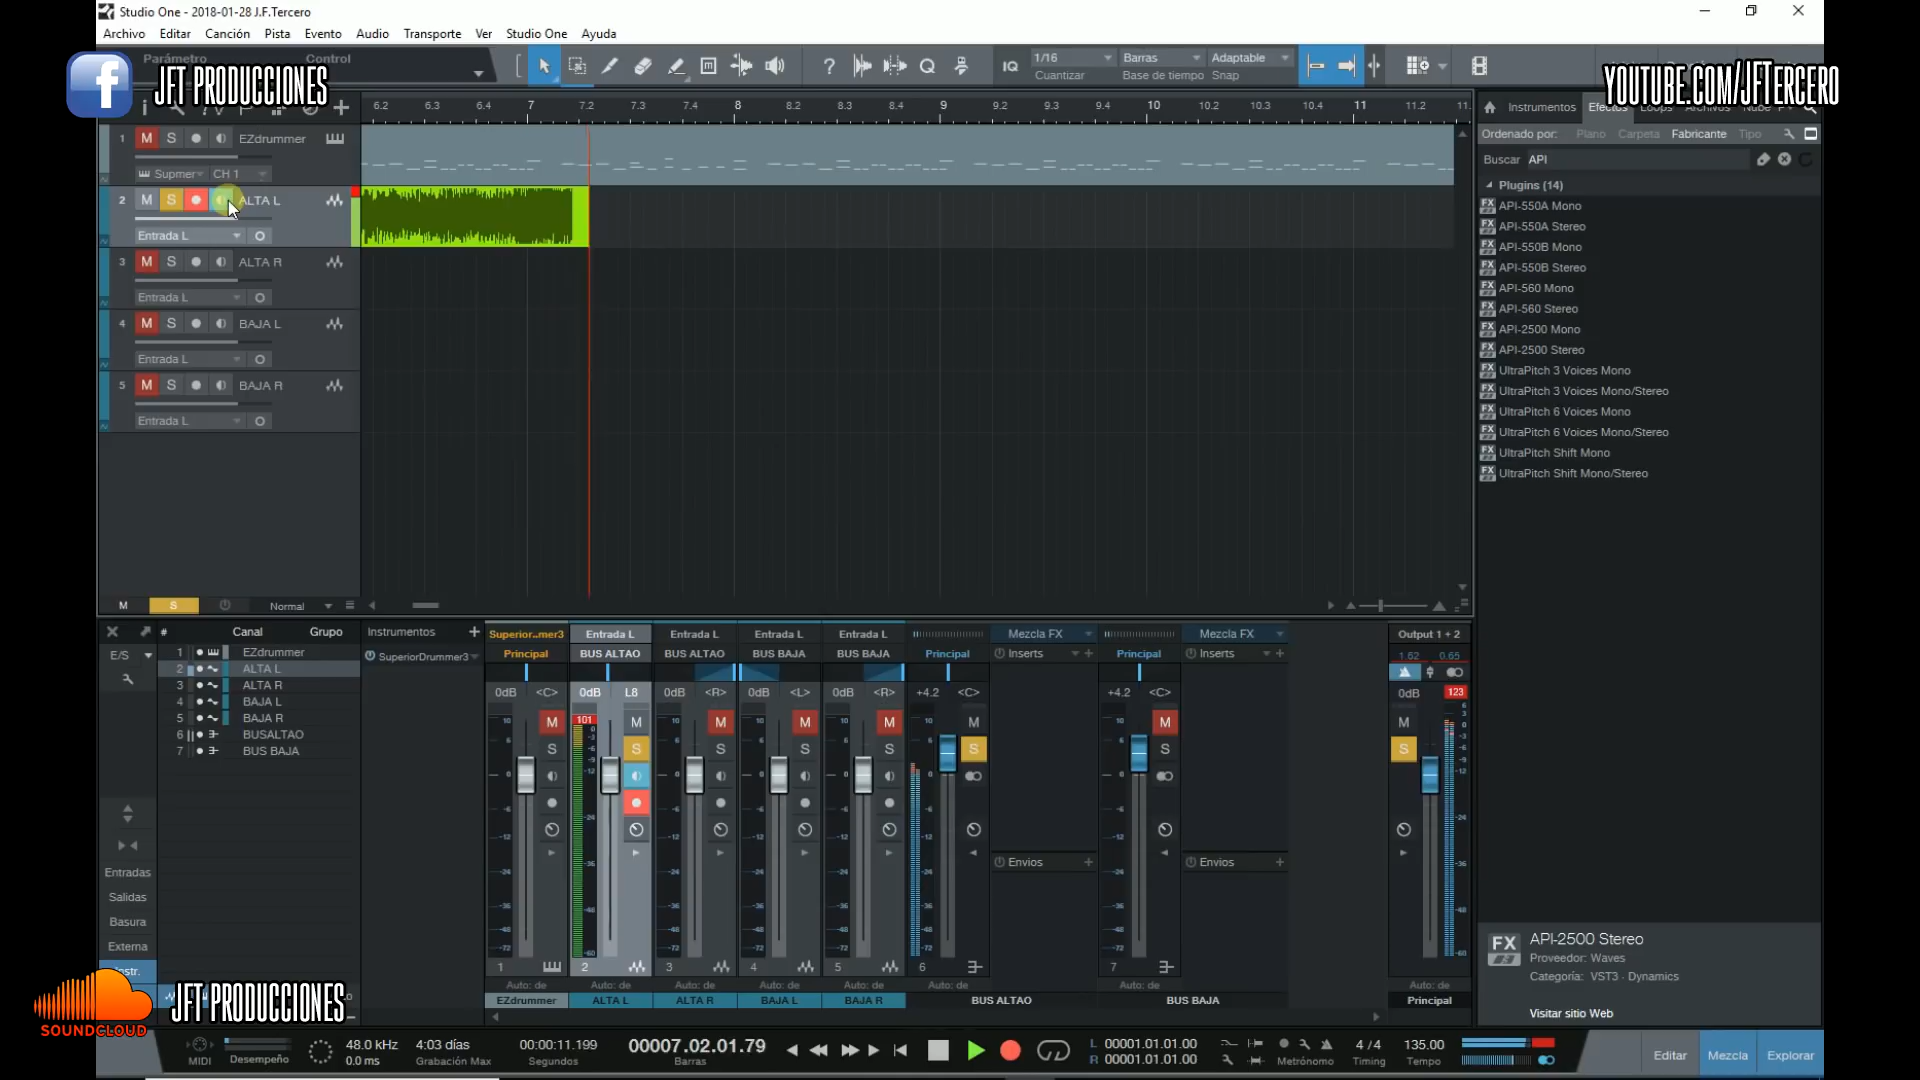 Studio One - 2018-01-28 J.F.Tercero
Archivo Editar Canción Pista Evento Audio Transporte Ver Studio One Ayuda
Parámetro Control
JFT PRODUCCIONES
YOUTUBE.COM/JFTERCERO
IQ 1/16 Barras Adaptable
Cuantizar Base de tiempo Snap
6.2 6.3 6.4 7 7.2 7.3 7.4 8 8.2 8.3 8.4 9 9.2 9.3 9.4 10 10.2 10.3 10.4 11 11.2 11.
Instrumentos Efectos Loops Archivos Nube
Ordenado por: Plano Carpeta Fabricante Tipo
Buscar API
Plugins (14)
API-550A Mono
API-550A Stereo
API-550B Mono
API-550B Stereo
API-560 Mono
API-560 Stereo
API-2500 Mono
API-2500 Stereo
UltraPitch 3 Voices Mono
UltraPitch 3 Voices Mono/Stereo
UltraPitch 6 Voices Mono
UltraPitch 6 Voices Mono/Stereo
UltraPitch Shift Mono
UltraPitch Shift Mono/Stereo
1 M S EZdrummer
Supmer CH 1
2 M S ALTA L
Entrada L
3 M S ALTA R
Entrada L
4 M S BAJA L
Entrada L
5 M S BAJA R
Entrada L
M S Normal
# Canal Grupo
E/S
1 EZdrummer
2 ALTA L
3 ALTA R
4 BAJA L
5 BAJA R
6 BUSALTAO
7 BUS BAJA
Entradas
Salidas
Basura
Externa
Instr.
Instrumentos
SuperiorDrummer3
Superior..mer3 Entrada L Entrada L Entrada L Entrada L Mezcla FX Mezcla FX Output 1 + 2
Principal BUS ALTAO BUS ALTAO BUS BAJA BUS BAJA Principal Inserts Principal Inserts 1.62 0.65
0dB <C> 0dB L8 0dB <R> 0dB <L> 0dB <R> +4.2 <C> +4.2 <C> 0dB 123
101
Envios Envios
1 2 3 4 5 6 7
Auto: de Auto: de Auto: de Auto: de Auto: de Auto: de Auto: de Auto: de
EZdrummer ALTA L ALTA R BAJA L BAJA R BUS ALTAO BUS BAJA Principal
FX API-2500 Stereo
Proveedor: Waves
Categoría: VST3 · Dynamics
Visitar sitio Web
SOUNDCLOUD
JFT PRODUCCIONES
MIDI Desempeño
48.0 kHz
0.0 ms
4:03 días
Grabación Max
00:00:11.199
Segundos
00007.02.01.79
Barras
L 00001.01.01.00
R 00001.01.01.00
Metrónomo
4 / 4
Timing
135.00
Tempo
Editar Mezcla Explorar